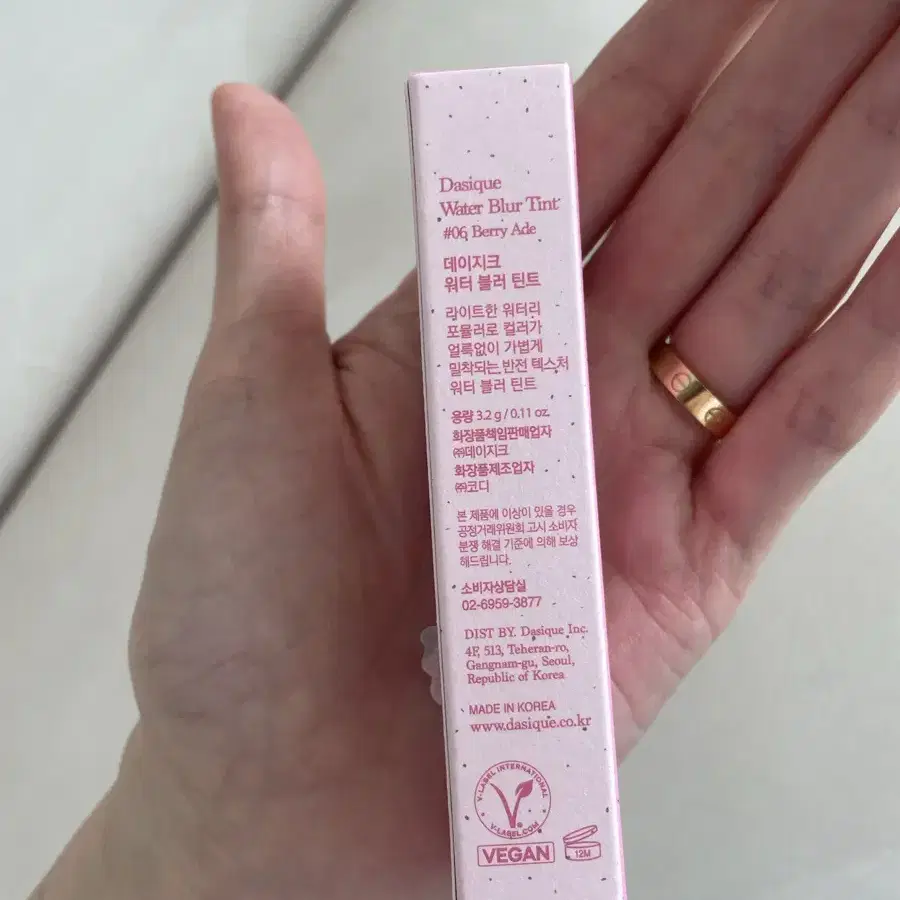 Dasique
Water Blur Tint
#06 Berry Ade
데이지크
워터 블러 틴트
라이트한 워터리
포뮬러로 컬러가
얼룩없이 가볍게
밀착되는 반전 텍스처
워터 블러 틴트
용량 3.2 g / 0.11 oz.
화장품책임판매업자
㈜데이지크
화장품제조업자
㈜코디
본 제품에 이상이 있을 경우
공정거래위원회 고시 소비자
분쟁 해결 기준에 의해 보상
해드립니다.
소비자상담실
02-6959-3877
DIST BY. Dasique Inc.
4F, 513, Teheran-ro,
Gangnam-gu, Seoul,
Republic of Korea
MADE IN KOREA
www.dasique.co.kr
V-LABEL INTERNATIONAL
V-LABEL.COM
VEGAN
12M